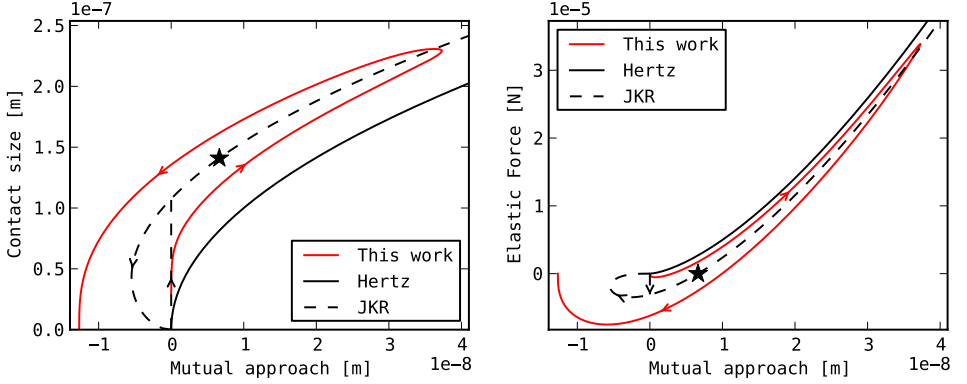 1e-7
2.5
2.0
1.5
1.0
0.5
0.0
Contact size [m]
This work
Hertz
JKR
−1 0 1 2 3 4
1e-8
Mutual approach [m]
1e-5
3
2
1
0
Elastic Force [N]
This work
Hertz
JKR
−1 0 1 2 3 4
1e-8
Mutual approach [m]